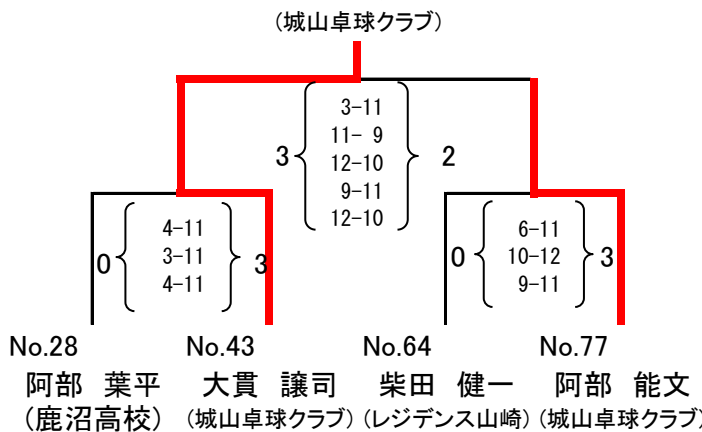 (城山卓球クラブ)
3-11
11- 9
3 12-10 2
9-11
12-10
4-11 6-11
0 3-11 3 0 10-12 3
4-11 9-11
No.28 No.43 No.64 No.77
阿部 葉平 大貫 譲司 柴田 健一 阿部 能文
(鹿沼高校) (城山卓球クラブ) (レジデンス山崎) (城山卓球クラブ)